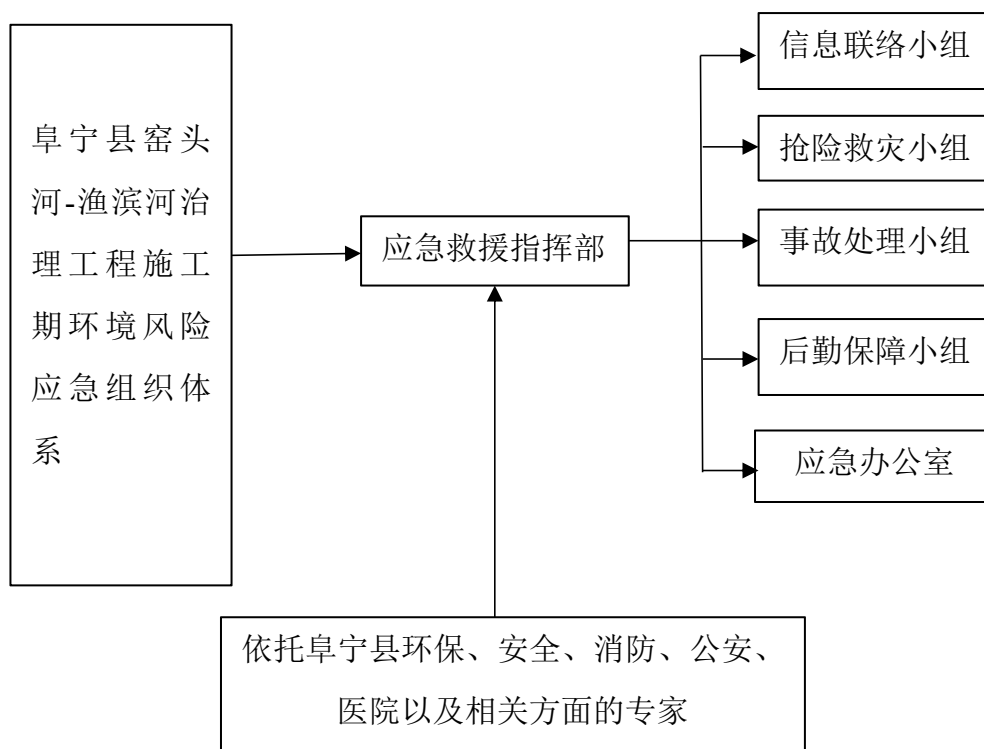 阜宁县窑头
河-渔滨河治
理工程施工
期环境风险
应急组织体
系
应急救援指挥部
信息联络小组
抢险救灾小组
事故处理小组
后勤保障小组
应急办公室
依托阜宁县环保、安全、消防、公安、
医院以及相关方面的专家